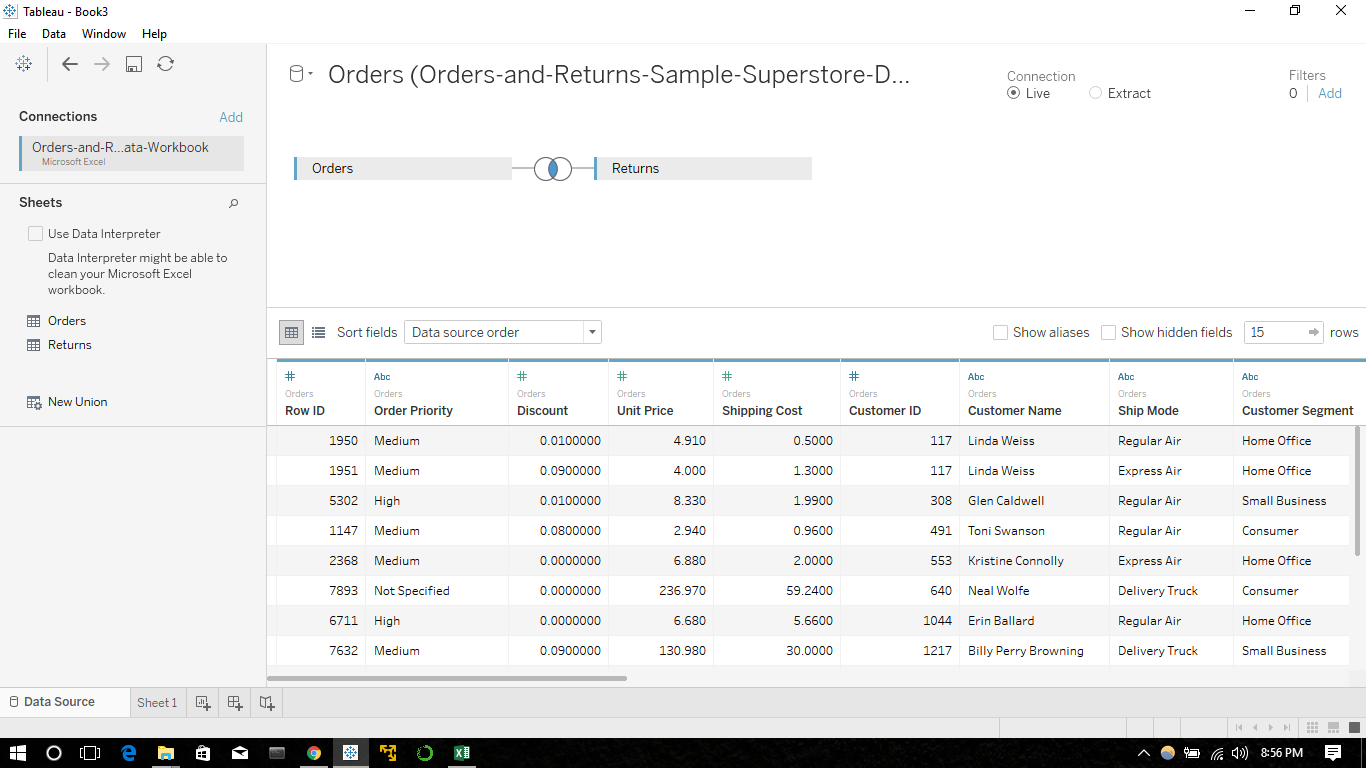 Tableau - Book3
File Data Window Help
Connections Add
Orders-and-R...ata-Workbook
Microsoft Excel
Sheets
Use Data Interpreter
Data Interpreter might be able to
clean your Microsoft Excel
workbook.
Orders
Returns
New Union
Orders (Orders-and-Returns-Sample-Superstore-D...
Connection
Live Extract
Filters
0 Add
Orders Returns
Sort fields Data source order Show aliases Show hidden fields 15 rows
# Abc # # # # Abc Abc Abc
Orders Orders Orders Orders Orders Orders Orders Orders Orders
Row ID Order Priority Discount Unit Price Shipping Cost Customer ID Customer Name Ship Mode Customer Segment
1950 Medium 0.0100000 4.910 0.5000 117 Linda Weiss Regular Air Home Office
1951 Medium 0.0900000 4.000 1.3000 117 Linda Weiss Express Air Home Office
5302 High 0.0100000 8.330 1.9900 308 Glen Caldwell Regular Air Small Business
1147 Medium 0.0800000 2.940 0.9600 491 Toni Swanson Regular Air Consumer
2368 Medium 0.0000000 6.880 2.0000 553 Kristine Connolly Express Air Home Office
7893 Not Specified 0.0000000 236.970 59.2400 640 Neal Wolfe Delivery Truck Consumer
6711 High 0.0000000 6.680 5.6600 1044 Erin Ballard Regular Air Home Office
7632 Medium 0.0900000 130.980 30.0000 1217 Billy Perry Browning Delivery Truck Small Business
Data Source Sheet 1
8:56 PM